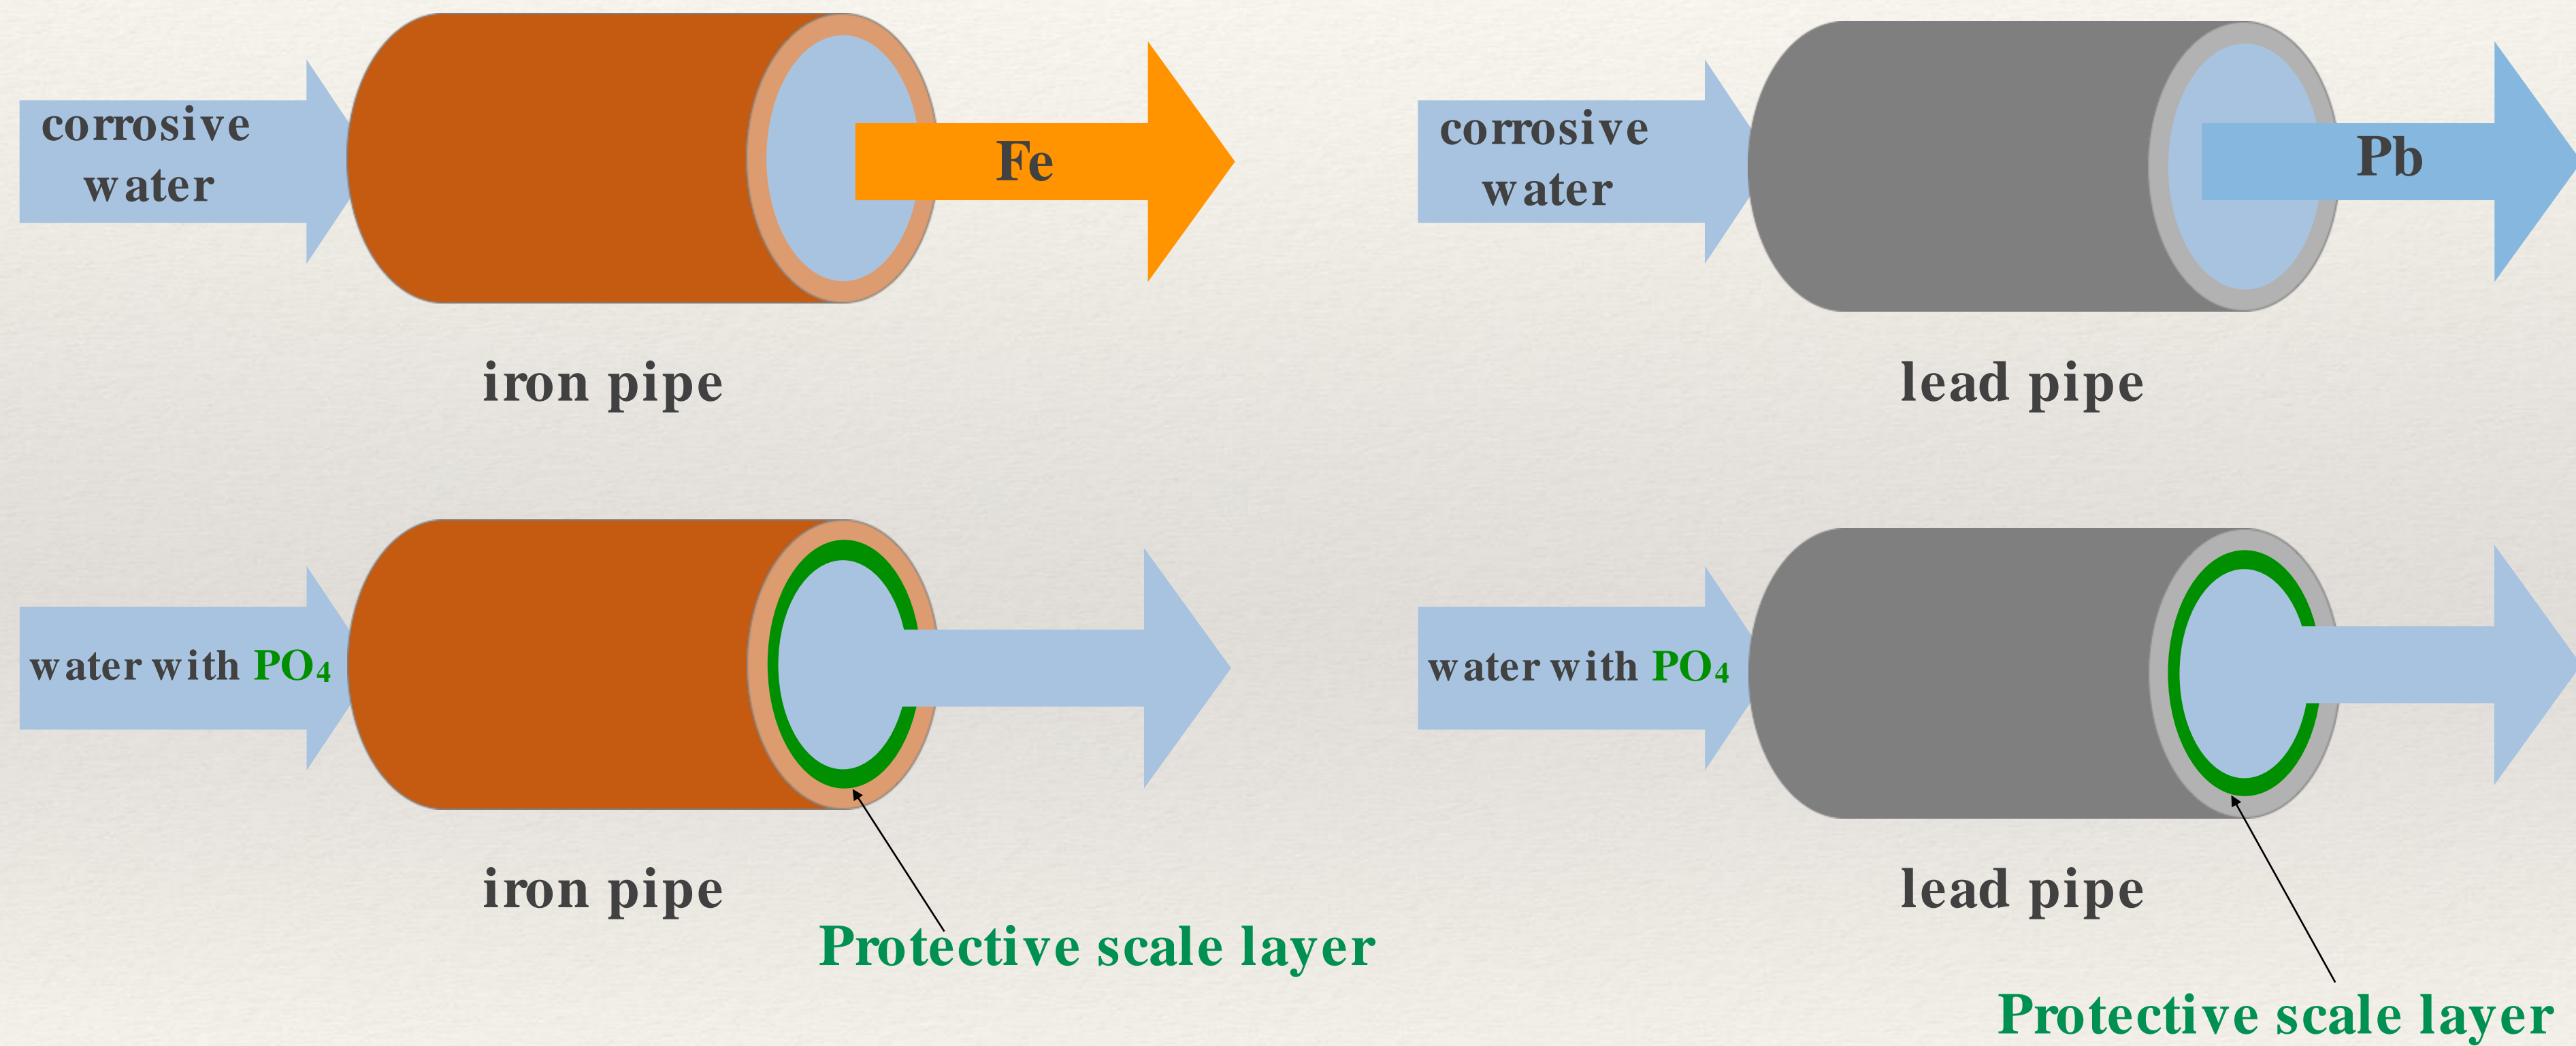 corrosive
water
Fe
iron pipe
corrosive
water
Pb
lead pipe
water with PO₄
iron pipe
Protective scale layer
water with PO₄
lead pipe
Protective scale layer